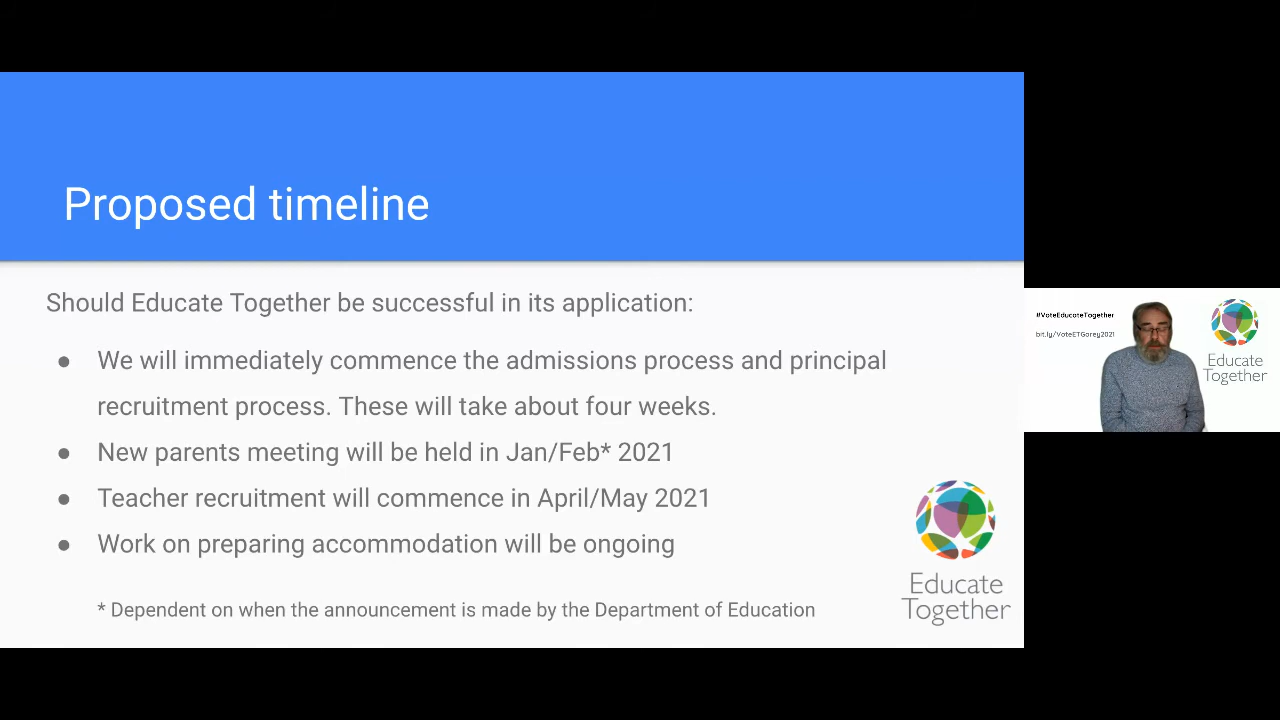 Proposed timeline
Should Educate Together be successful in its application:
● We will immediately commence the admissions process and principal
recruitment process. These will take about four weeks.
● New parents meeting will be held in Jan/Feb* 2021
● Teacher recruitment will commence in April/May 2021
● Work on preparing accommodation will be ongoing
* Dependent on when the announcement is made by the Department of Education
Educate
Together
#VoteEducateTogether
bit.ly/VoteETGorey2021
Educate
Together